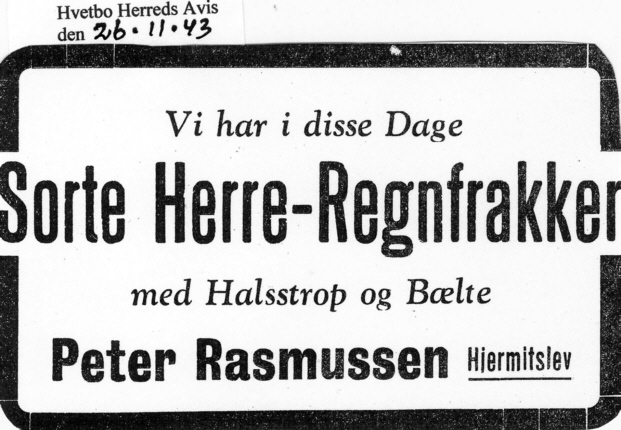 Hvetbo Herreds Avis
den 26.11.43
Vi har i disse Dage
Sorte Herre-Regnfrakker
med Halsstrop og Bælte
Peter Rasmussen Hjermitslev